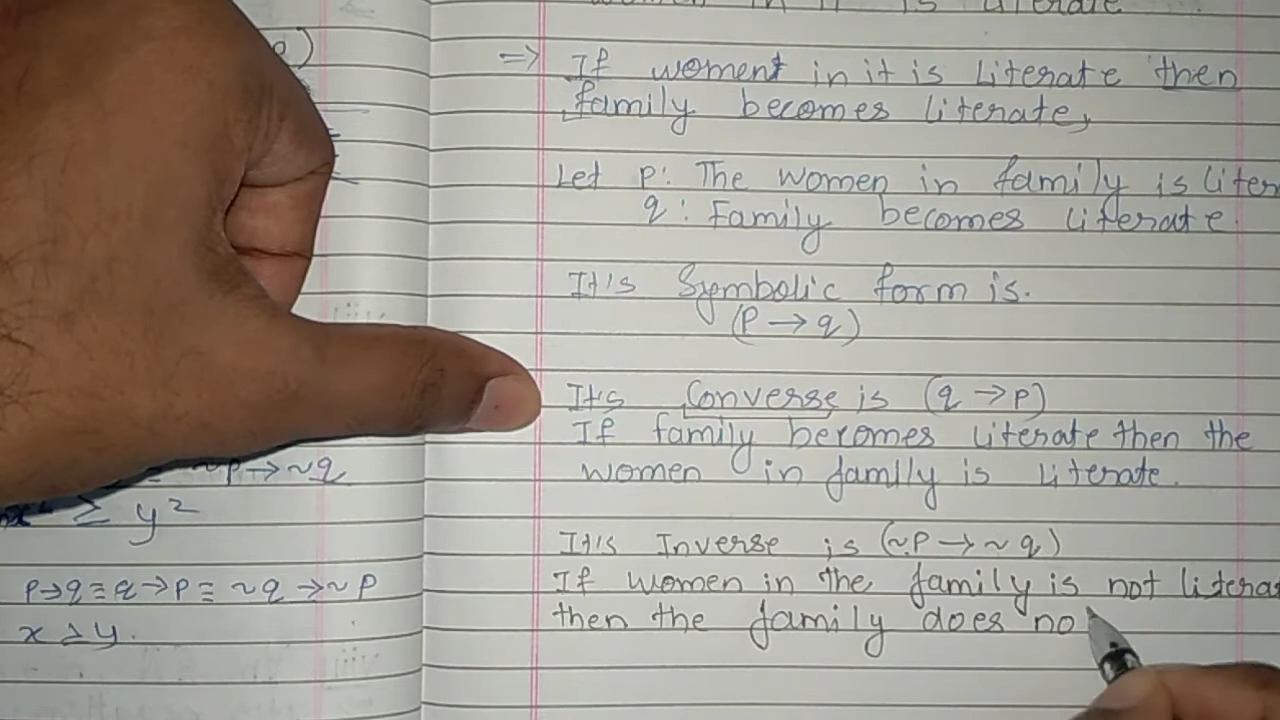 ⇒ If woment in it is literate then
family becomes literate,
Let p: The women in family is liter
q: Family becomes literate.
It's Symbolic form is.
(P → q)
It's Converse is (q → p)
If family becomes literate then the
women in family is literate.
It's Inverse is (~P → ~q)
If women in the family is not litera
then the family does no
~P → ~q
≥ y²
P→q ≡ q→P ≡ ~q → ~P
x ≥ y.